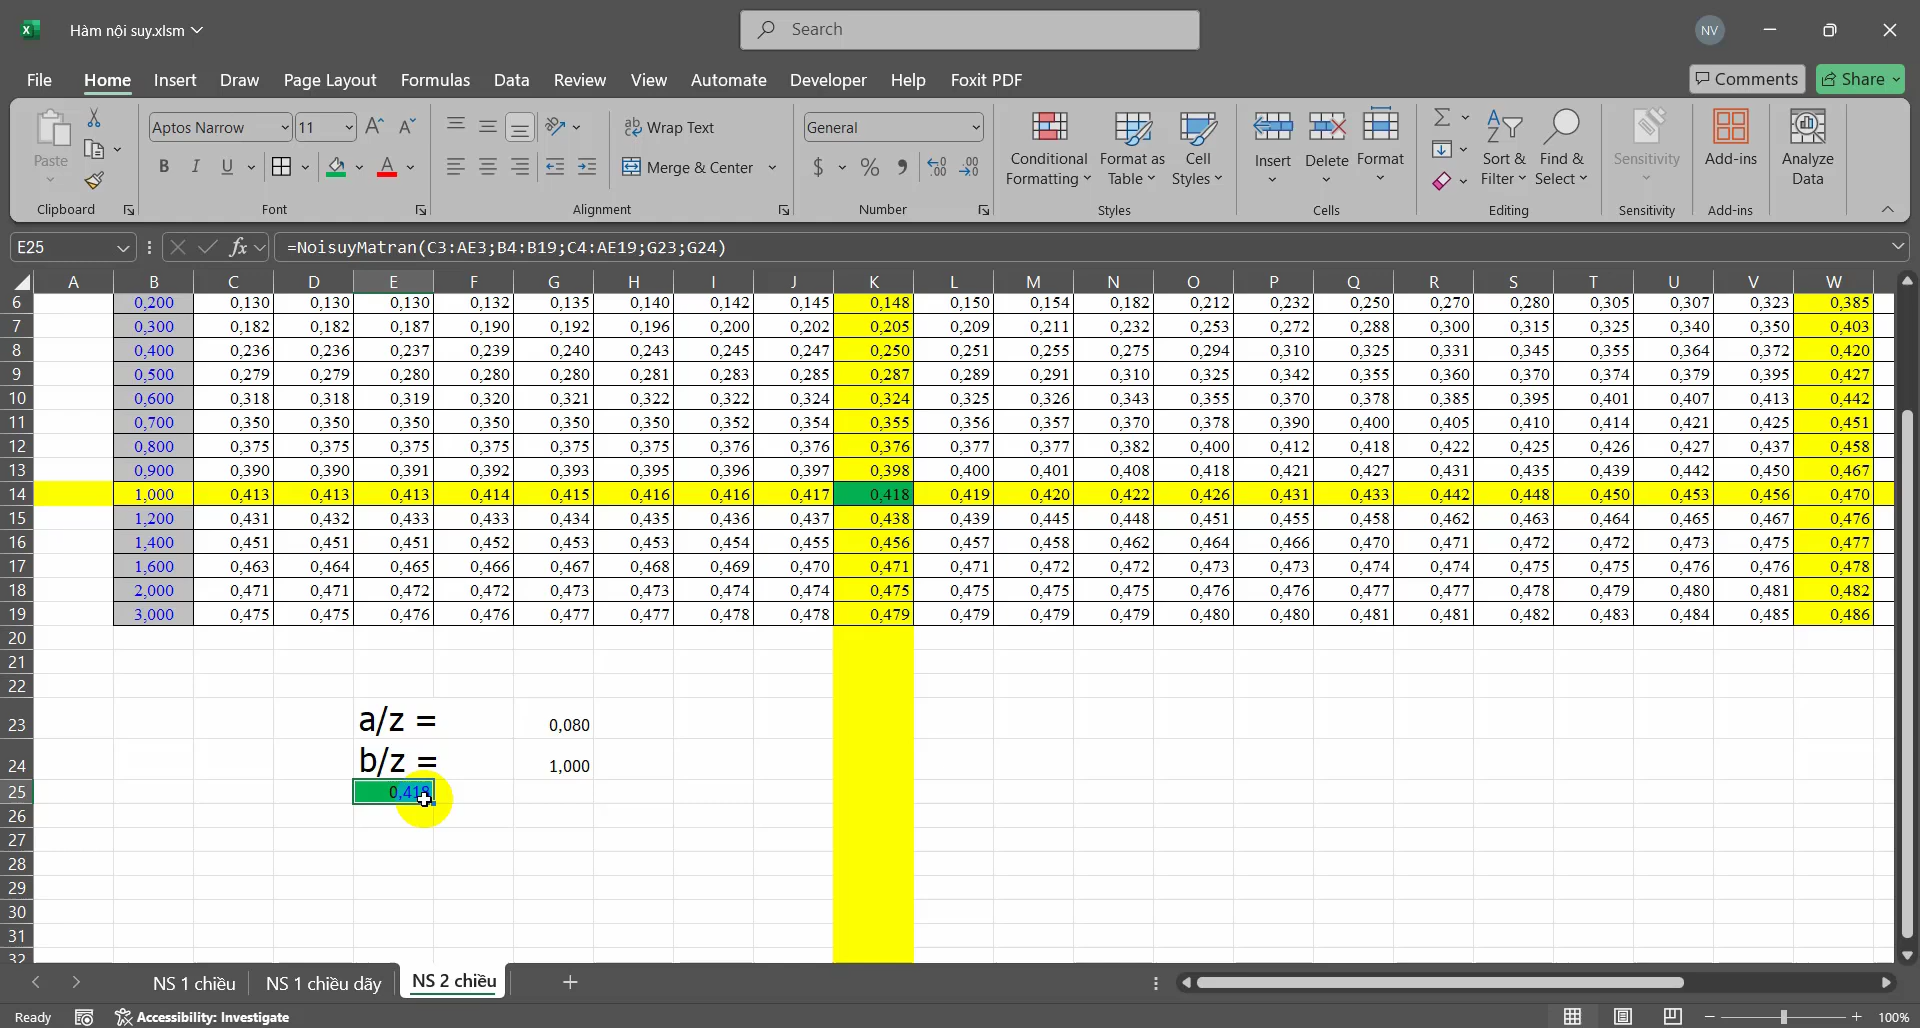 Hàm nội suy.xlsm
Search
NV
File Home Insert Draw Page Layout Formulas Data Review View Automate Developer Help Foxit PDF
Comments Share
Paste
Aptos Narrow 11
B I U
Wrap Text
Merge & Center
General
$ % ,
Conditional Formatting
Format as Table
Cell Styles
Insert Delete Format
Sort & Filter
Find & Select
Sensitivity
Add-ins
Analyze Data
Clipboard Font Alignment Number Styles Cells Editing Sensitivity Add-ins
E25 fx =NoisuyMatran(C3:AE3;B4:B19;C4:AE19;G23;G24)
A B C D E F G H I J K L M N O P Q R S T U V W
6 0,200 0,130 0,130 0,130 0,132 0,135 0,140 0,142 0,145 0,148 0,150 0,154 0,182 0,212 0,232 0,250 0,270 0,280 0,305 0,307 0,323 0,385
7 0,300 0,182 0,182 0,187 0,190 0,192 0,196 0,200 0,202 0,205 0,209 0,211 0,232 0,253 0,272 0,288 0,300 0,315 0,325 0,340 0,350 0,403
8 0,400 0,236 0,236 0,237 0,239 0,240 0,243 0,245 0,247 0,250 0,251 0,255 0,275 0,294 0,310 0,325 0,331 0,345 0,355 0,364 0,372 0,420
9 0,500 0,279 0,279 0,280 0,280 0,280 0,281 0,283 0,285 0,287 0,289 0,291 0,310 0,325 0,342 0,355 0,360 0,370 0,374 0,379 0,395 0,427
10 0,600 0,318 0,318 0,319 0,320 0,321 0,322 0,322 0,324 0,324 0,325 0,326 0,343 0,355 0,370 0,378 0,385 0,395 0,401 0,407 0,413 0,442
11 0,700 0,350 0,350 0,350 0,350 0,350 0,350 0,352 0,354 0,355 0,356 0,357 0,370 0,378 0,390 0,400 0,405 0,410 0,414 0,421 0,425 0,451
12 0,800 0,375 0,375 0,375 0,375 0,375 0,375 0,376 0,376 0,376 0,377 0,377 0,382 0,400 0,412 0,418 0,422 0,425 0,426 0,427 0,437 0,458
13 0,900 0,390 0,390 0,391 0,392 0,393 0,395 0,396 0,397 0,398 0,400 0,401 0,408 0,418 0,421 0,427 0,431 0,435 0,439 0,442 0,450 0,467
14 1,000 0,413 0,413 0,413 0,414 0,415 0,416 0,416 0,417 0,418 0,419 0,420 0,422 0,426 0,431 0,433 0,442 0,448 0,450 0,453 0,456 0,470
15 1,200 0,431 0,432 0,433 0,433 0,434 0,435 0,436 0,437 0,438 0,439 0,445 0,448 0,451 0,455 0,458 0,462 0,463 0,464 0,465 0,467 0,476
16 1,400 0,451 0,451 0,451 0,452 0,453 0,453 0,454 0,455 0,456 0,457 0,458 0,462 0,464 0,466 0,470 0,471 0,472 0,472 0,473 0,475 0,477
17 1,600 0,463 0,464 0,465 0,466 0,467 0,468 0,469 0,470 0,471 0,471 0,472 0,472 0,473 0,473 0,474 0,474 0,475 0,475 0,476 0,476 0,478
18 2,000 0,471 0,471 0,472 0,472 0,473 0,473 0,474 0,474 0,475 0,475 0,475 0,475 0,476 0,476 0,477 0,477 0,478 0,479 0,480 0,481 0,482
19 3,000 0,475 0,475 0,476 0,476 0,477 0,477 0,478 0,478 0,479 0,479 0,479 0,479 0,480 0,480 0,481 0,481 0,482 0,483 0,484 0,485 0,486
20
21
22
23 a/z = 0,080
24 b/z = 1,000
25 0,418
26
27
28
29
30
31
32
NS 1 chiều NS 1 chiều dãy NS 2 chiều
Ready Accessibility: Investigate 100%